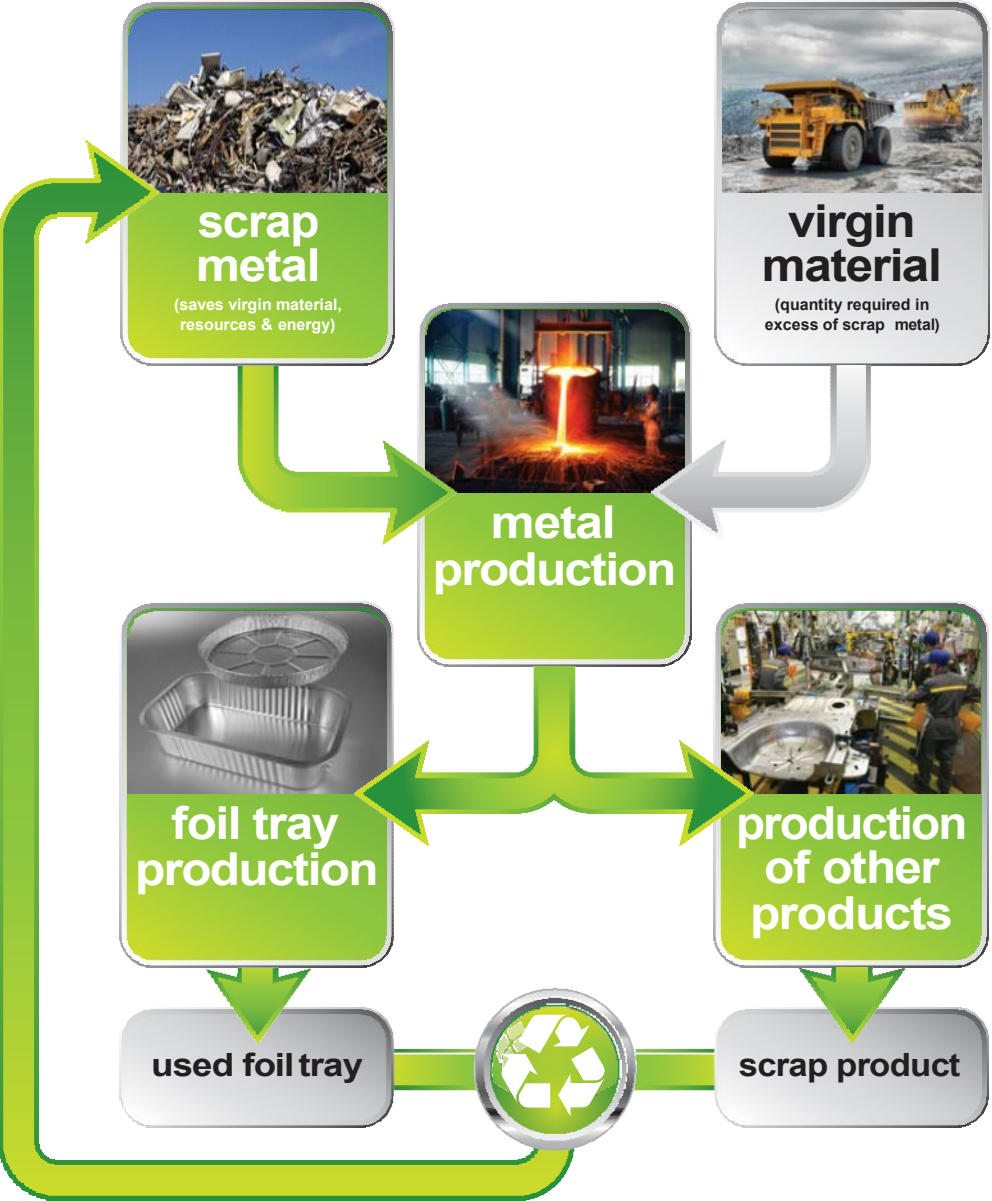 scrap
metal
(saves virgin material,
resources & energy)
virgin
material
(quantity required in
excess of scrap metal)
metal
production
foil tray
production
production
of other
products
used foil tray
scrap product